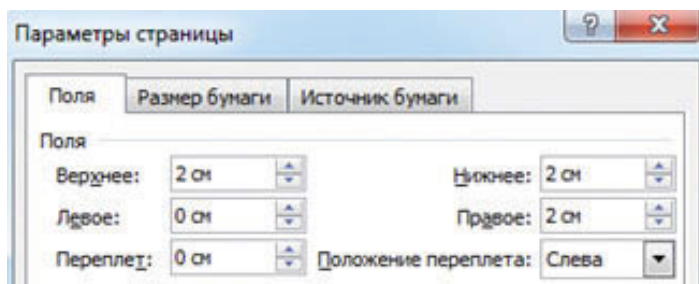 Параметры страницы
Поля Размер бумаги Источник бумаги
Поля
Верхнее: 2 см Нижнее: 2 см
Левое: 0 см Правое: 2 см
Переплет: 0 см Положение переплета: Слева